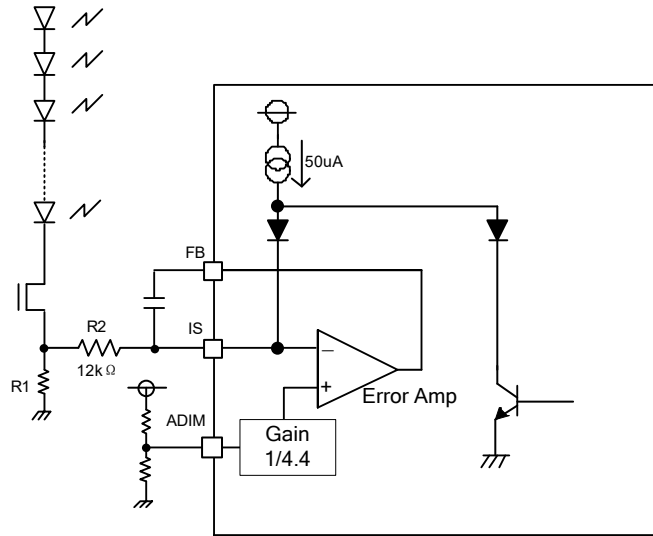 50uA
FB
R2
IS
12kΩ
R1
−
+
Error Amp
ADIM
Gain
1/4.4